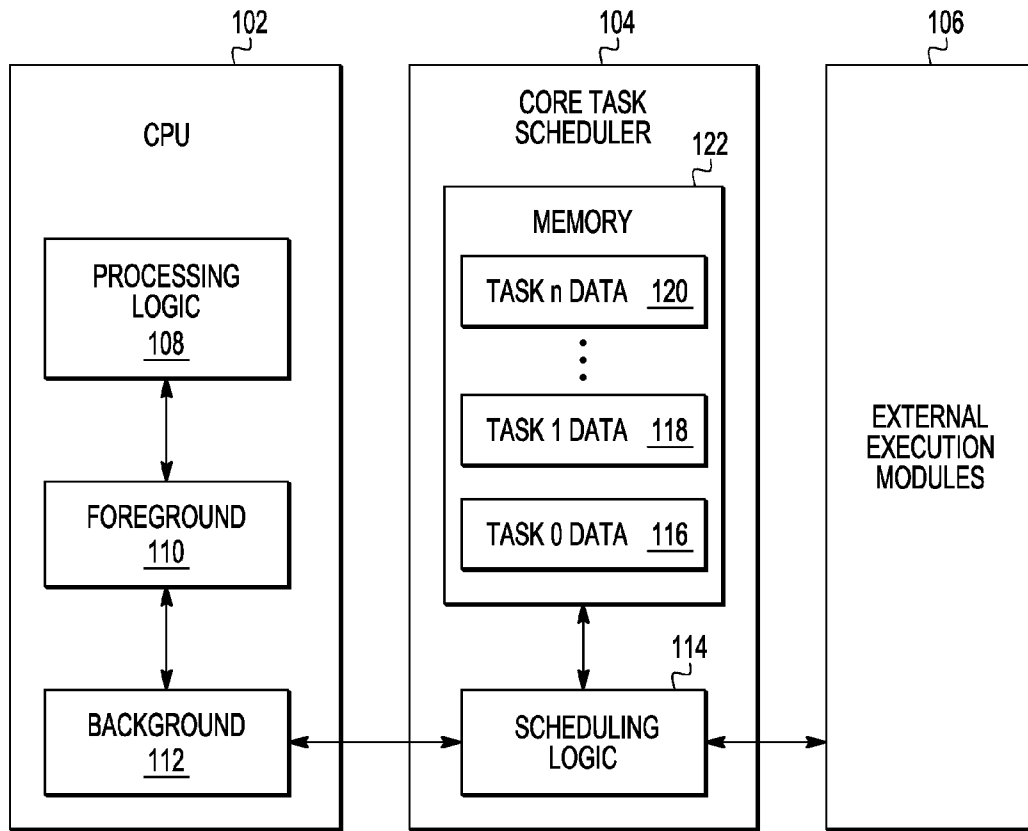 102
104
106
CPU
PROCESSING
LOGIC
108
FOREGROUND
110
BACKGROUND
112
CORE TASK
SCHEDULER
122
MEMORY
TASK n DATA 120
TASK 1 DATA 118
TASK 0 DATA 116
114
SCHEDULING
LOGIC
EXTERNAL
EXECUTION
MODULES